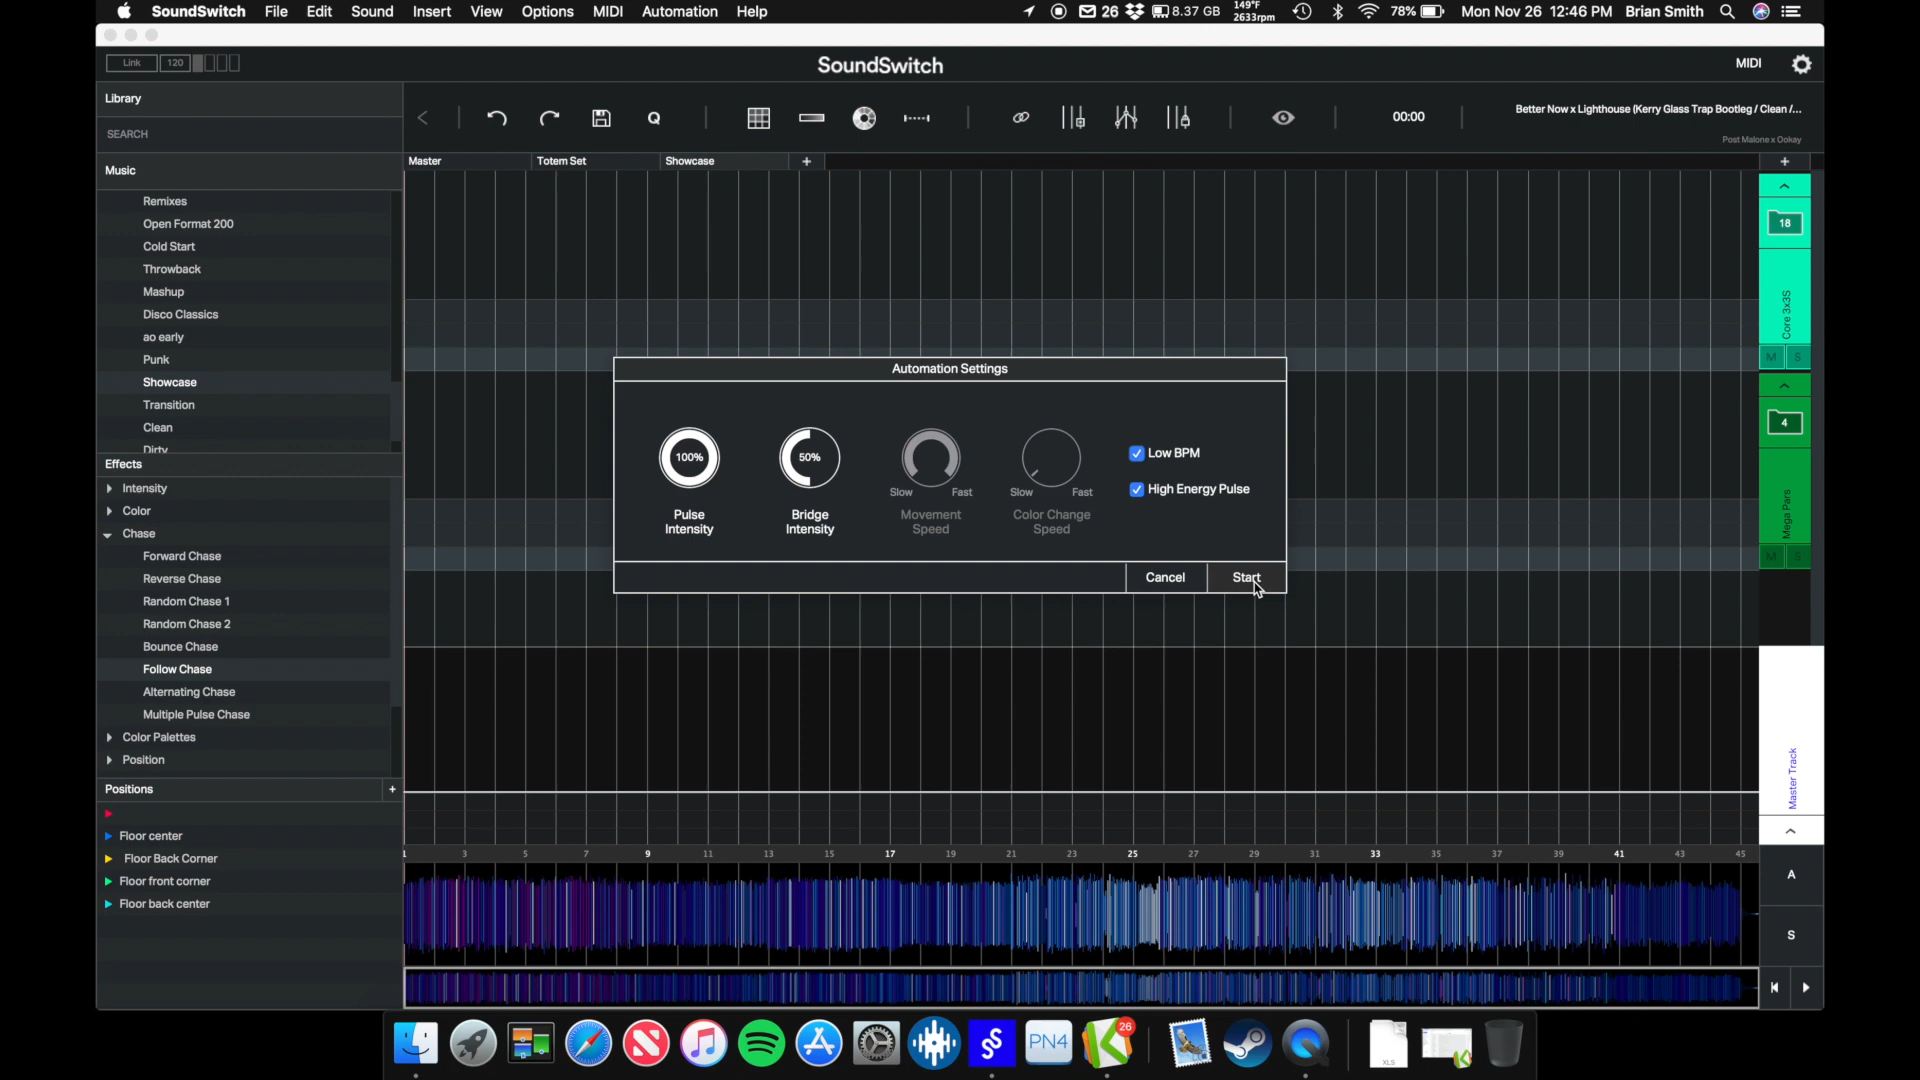 SoundSwitch File Edit Sound Insert View Options MIDI Automation Help
26 8.37 GB 149°F 2633rpm 78% Mon Nov 26 12:46 PM Brian Smith
Link 120
SoundSwitch
MIDI
Library
SEARCH
00:00
Better Now x Lighthouse (Kerry Glass Trap Bootleg / Clean /...
Post Malone x Ookay
Master Totem Set Showcase + +
Music
Remixes
Open Format 200
Cold Start
Throwback
Mashup
Disco Classics
ao early
Punk
Showcase
Transition
Clean
Dirty
Effects
Intensity
Color
Chase
Forward Chase
Reverse Chase
Random Chase 1
Random Chase 2
Bounce Chase
Follow Chase
Alternating Chase
Multiple Pulse Chase
Color Palettes
Position
Positions +
Floor center
Floor Back Corner
Floor front corner
Floor back center
Automation Settings
100% 50%
Slow Fast Slow Fast
Pulse Intensity
Bridge Intensity
Movement Speed
Color Change Speed
Low BPM
High Energy Pulse
Cancel Start
18
Core 3x3S
M S
4
Mega Pars
M S
Master Track
1 3 5 7 9 11 13 15 17 19 21 23 25 27 29 31 33 35 37 39 41 43 45
A
S
Q
PN4
26
XLS